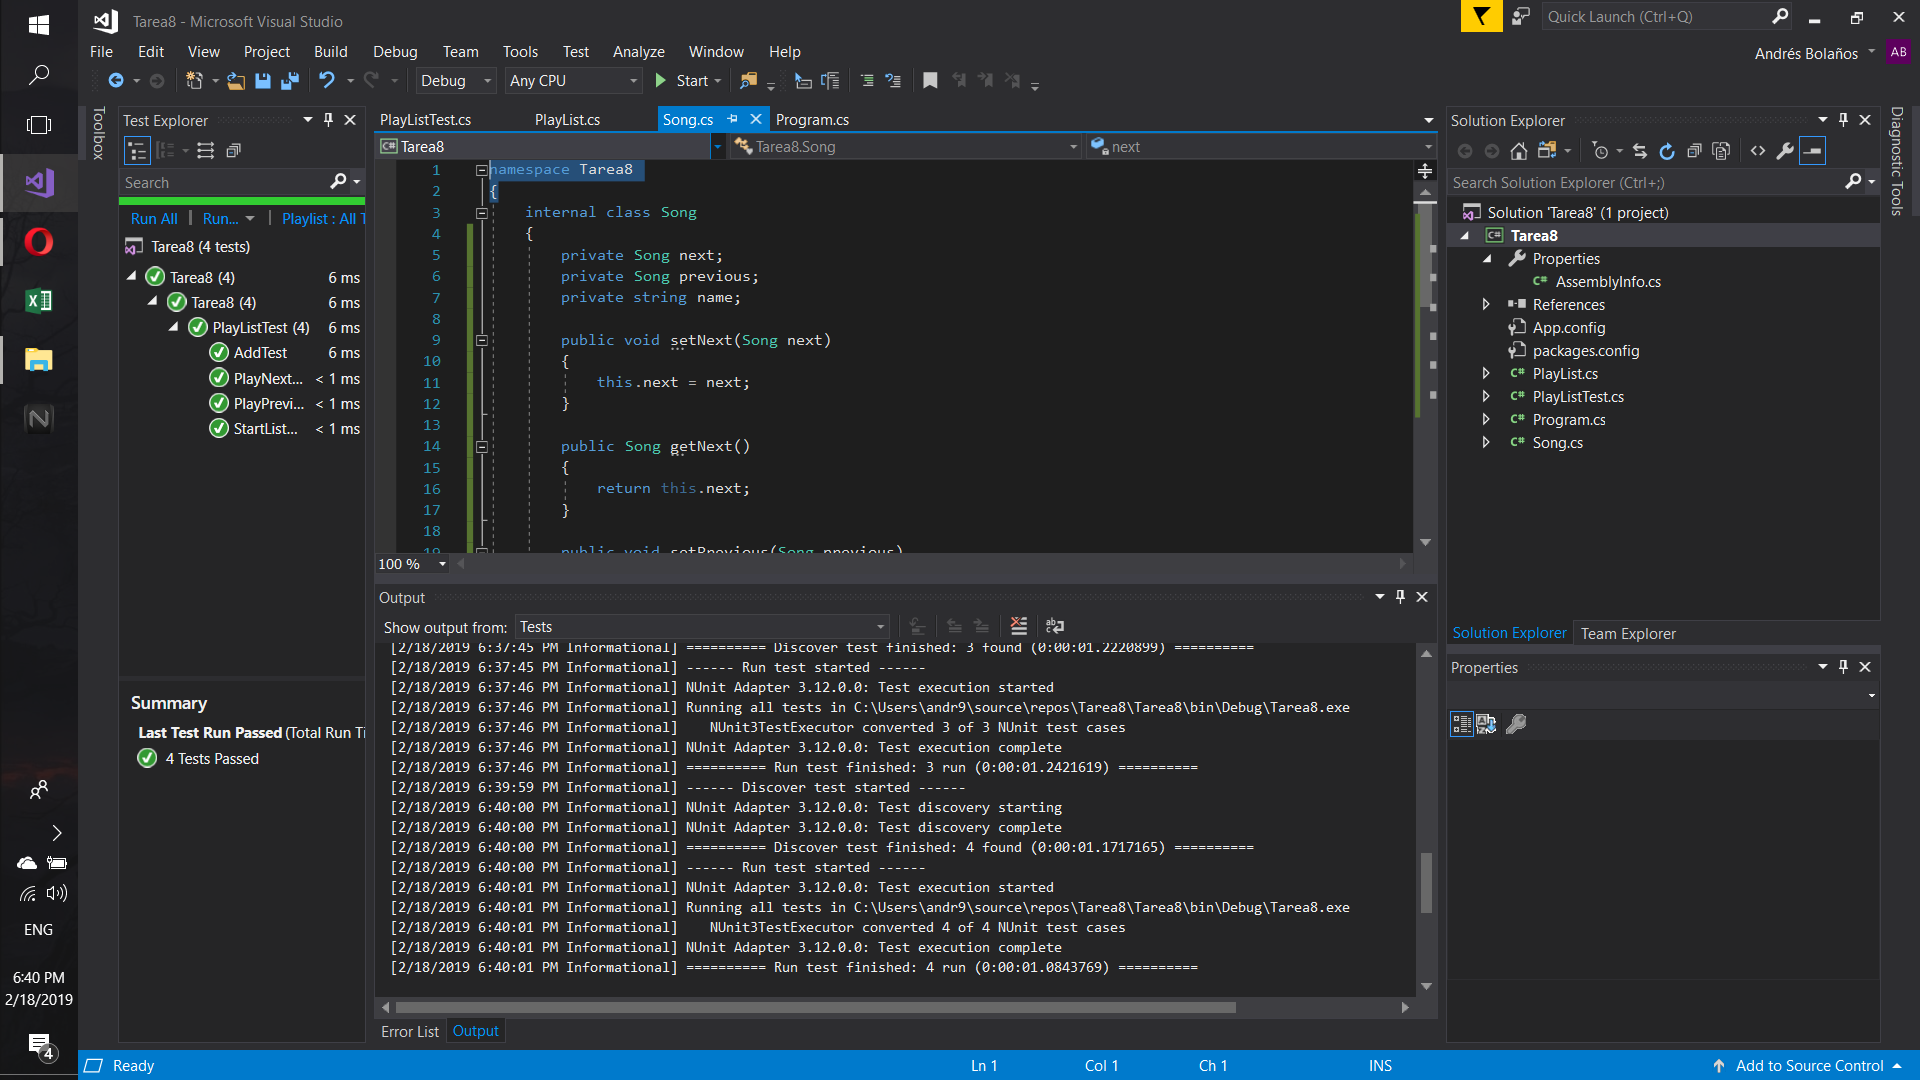 Tarea8 - Microsoft Visual Studio
Quick Launch (Ctrl+Q)
File Edit View Project Build Debug Team Tools Test Analyze Window Help
Andrés Bolaños AB
Debug Any CPU Start
Toolbox
Test Explorer
Search
Run All | Run... | Playlist : All T
Tarea8 (4 tests)
Tarea8 (4) 6 ms
Tarea8 (4) 6 ms
PlayListTest (4) 6 ms
AddTest 6 ms
PlayNext... < 1 ms
PlayPrevi... < 1 ms
StartList... < 1 ms
Summary
Last Test Run Passed (Total Run Ti
4 Tests Passed
PlayListTest.cs PlayList.cs Song.cs Program.cs
Tarea8 Tarea8.Song next
1 namespace Tarea8
2 {
3 internal class Song
4 {
5 private Song next;
6 private Song previous;
7 private string name;
8
9 public void setNext(Song next)
10 {
11 this.next = next;
12 }
13
14 public Song getNext()
15 {
16 return this.next;
17 }
18
19 public void setPrevious(Song previous)
100 %
Output
Show output from: Tests
[2/18/2019 6:37:45 PM Informational] ========== Discover test finished: 3 found (0:00:01.2220899) ==========
[2/18/2019 6:37:45 PM Informational] ------ Run test started ------
[2/18/2019 6:37:46 PM Informational] NUnit Adapter 3.12.0.0: Test execution started
[2/18/2019 6:37:46 PM Informational] Running all tests in C:\Users\andr9\source\repos\Tarea8\Tarea8\bin\Debug\Tarea8.exe
[2/18/2019 6:37:46 PM Informational] NUnit3TestExecutor converted 3 of 3 NUnit test cases
[2/18/2019 6:37:46 PM Informational] NUnit Adapter 3.12.0.0: Test execution complete
[2/18/2019 6:37:46 PM Informational] ========== Run test finished: 3 run (0:00:01.2421619) ==========
[2/18/2019 6:39:59 PM Informational] ------ Discover test started ------
[2/18/2019 6:40:00 PM Informational] NUnit Adapter 3.12.0.0: Test discovery starting
[2/18/2019 6:40:00 PM Informational] NUnit Adapter 3.12.0.0: Test discovery complete
[2/18/2019 6:40:00 PM Informational] ========== Discover test finished: 4 found (0:00:01.1717165) ==========
[2/18/2019 6:40:00 PM Informational] ------ Run test started ------
[2/18/2019 6:40:01 PM Informational] NUnit Adapter 3.12.0.0: Test execution started
[2/18/2019 6:40:01 PM Informational] Running all tests in C:\Users\andr9\source\repos\Tarea8\Tarea8\bin\Debug\Tarea8.exe
[2/18/2019 6:40:01 PM Informational] NUnit3TestExecutor converted 4 of 4 NUnit test cases
[2/18/2019 6:40:01 PM Informational] NUnit Adapter 3.12.0.0: Test execution complete
[2/18/2019 6:40:01 PM Informational] ========== Run test finished: 4 run (0:00:01.0843769) ==========
Error List Output
Solution Explorer
Search Solution Explorer (Ctrl+;)
Solution 'Tarea8' (1 project)
Tarea8
Properties
AssemblyInfo.cs
References
App.config
packages.config
PlayList.cs
PlayListTest.cs
Program.cs
Song.cs
Solution Explorer Team Explorer
Properties
Diagnostic Tools
ENG
6:40 PM
2/18/2019
4
Ready Ln 1 Col 1 Ch 1 INS Add to Source Control